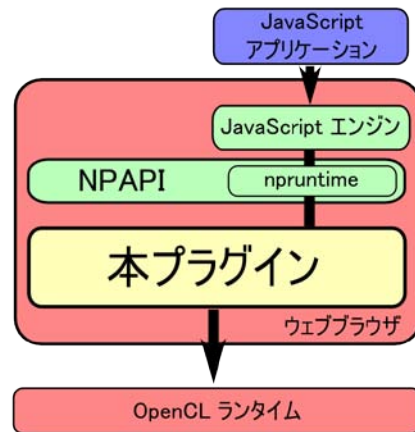 JavaScript
アプリケーション
JavaScript エンジン
NPAPI
npruntime
本プラグイン
ウェブブラウザ
OpenCL ランタイム